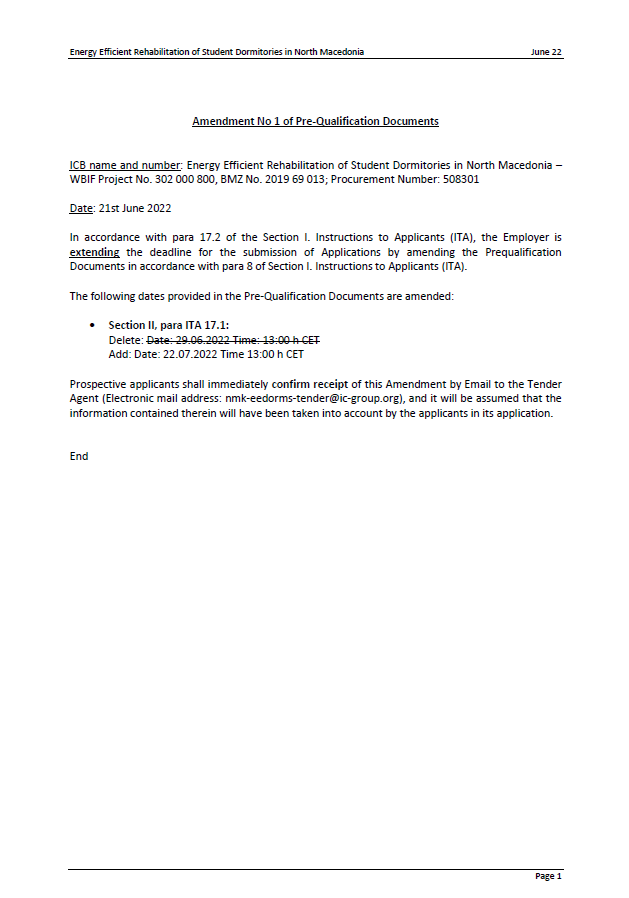 Energy Efficient Rehabilitation of Student Dormitories in North Macedonia June 22
Amendment No 1 of Pre-Qualification Documents
ICB name and number: Energy Efficient Rehabilitation of Student Dormitories in North Macedonia –
WBIF Project No. 302 000 800, BMZ No. 2019 69 013; Procurement Number: 508301
Date: 21st June 2022
In accordance with para 17.2 of the Section I. Instructions to Applicants (ITA), the Employer is
extending the deadline for the submission of Applications by amending the Prequalification
Documents in accordance with para 8 of Section I. Instructions to Applicants (ITA).
The following dates provided in the Pre-Qualification Documents are amended:
• Section II, para ITA 17.1:
Delete: Date: 29.06.2022 Time: 13:00 h CET
Add: Date: 22.07.2022 Time 13:00 h CET
Prospective applicants shall immediately confirm receipt of this Amendment by Email to the Tender
Agent (Electronic mail address: nmk-eedorms-tender@ic-group.org), and it will be assumed that the
information contained therein will have been taken into account by the applicants in its application.
End
Page 1